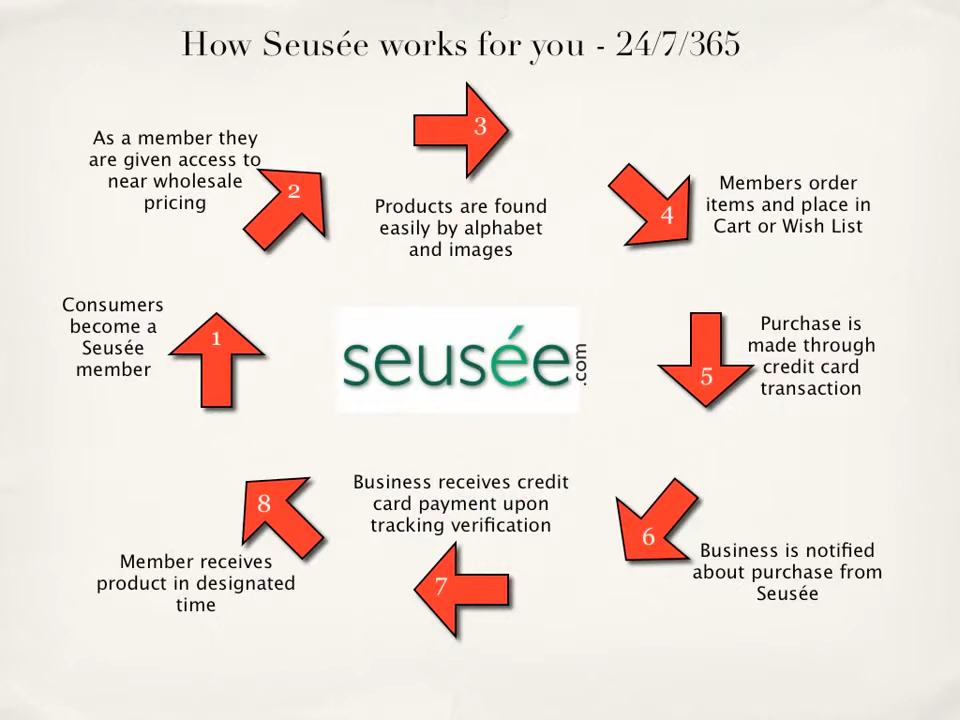 How Seusée works for you - 24/7/365
1
Consumers
become a
Seusée
member
2
As a member they
are given access to
near wholesale
pricing
3
Products are found
easily by alphabet
and images
4
Members order
items and place in
Cart or Wish List
5
Purchase is
made through
credit card
transaction
6
Business is notified
about purchase from
Seusée
7
Business receives credit
card payment upon
tracking verification
8
Member receives
product in designated
time
seusée.com